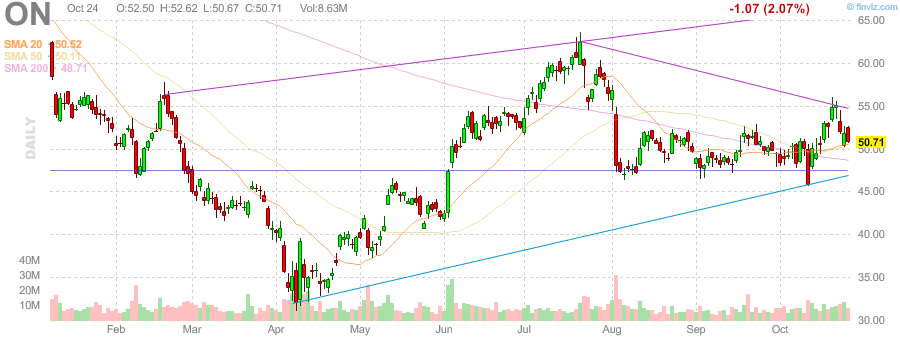 ON Oct 24 O:52.50 H:52.62 L:50.67 C:50.71 Vol:8.63M -1.07 (2.07%) © finviz.com
SMA 20 50.52
SMA 50 50.11
SMA 200 48.71
DAILY
65.00
60.00
55.00
50.71
50.00
45.00
40.00
35.00
30.00
40M
30M
20M
10M
Feb Mar Apr May Jun Jul Aug Sep Oct